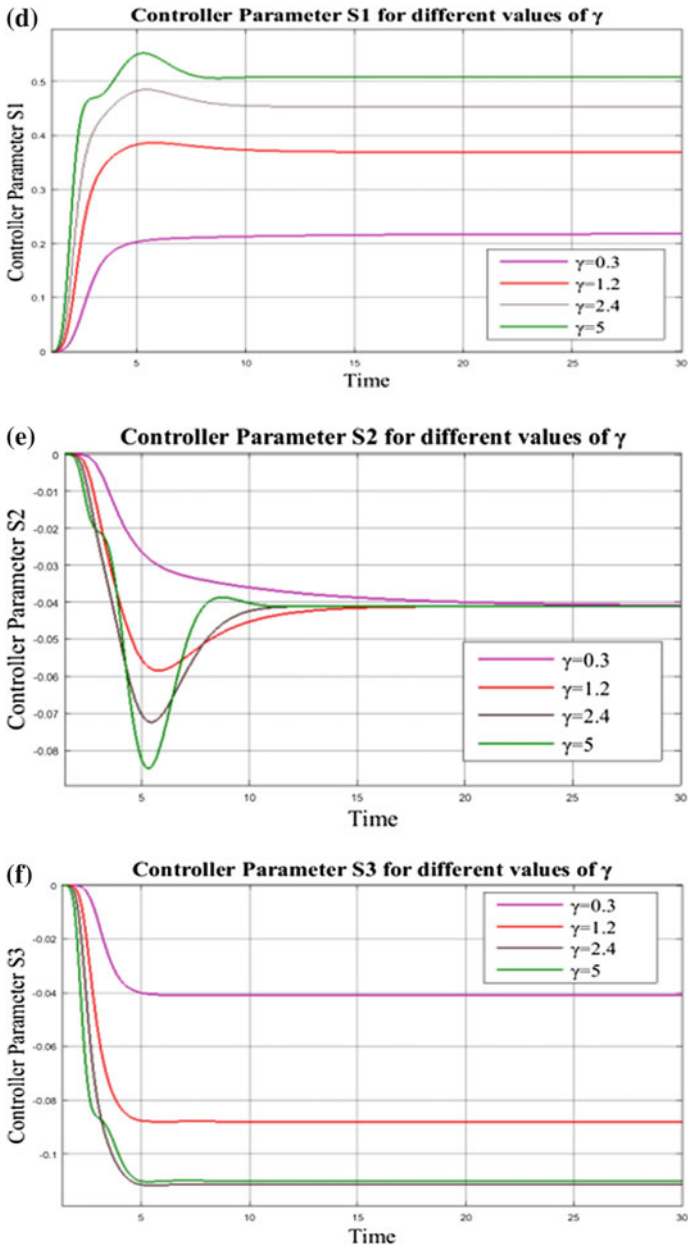 (d)
Controller Parameter S1 for different values of γ
Controller Parameter S1
0.5
0.4
0.3
0.2
0.1
0
γ=0.3
γ=1.2
γ=2.4
γ=5
5
10
15
20
25
30
Time
(e)
Controller Parameter S2 for different values of γ
Controller Parameter S2
0
-0.01
-0.02
-0.03
-0.04
-0.05
-0.06
-0.07
-0.08
γ=0.3
γ=1.2
γ=2.4
γ=5
5
10
15
20
25
30
Time
(f)
Controller Parameter S3 for different values of γ
Controller Parameter S3
0
-0.02
-0.04
-0.06
-0.08
-0.1
γ=0.3
γ=1.2
γ=2.4
γ=5
5
10
15
20
25
30
Time